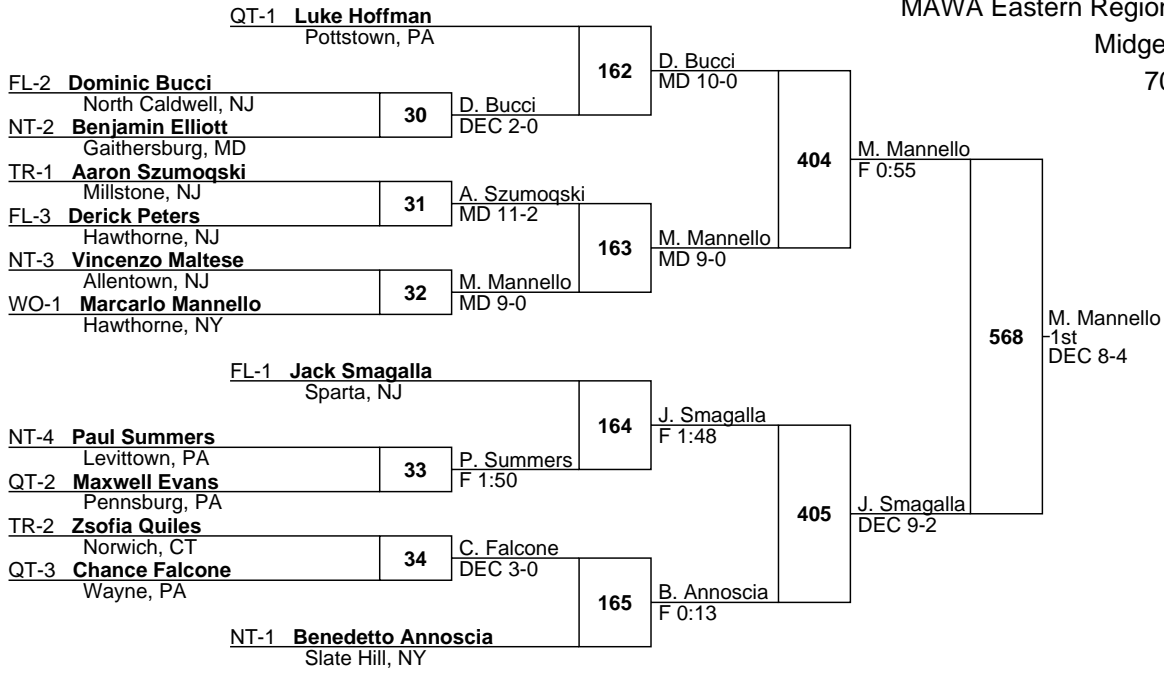 MAWA Eastern Region
Midge
70
QT-1 Luke Hoffman
Pottstown, PA
162
D. Bucci
MD 10-0
FL-2 Dominic Bucci
North Caldwell, NJ
30
D. Bucci
DEC 2-0
NT-2 Benjamin Elliott
Gaithersburg, MD
404
M. Mannello
F 0:55
TR-1 Aaron Szumoqski
Millstone, NJ
31
A. Szumoqski
MD 11-2
FL-3 Derick Peters
Hawthorne, NJ
163
M. Mannello
MD 9-0
NT-3 Vincenzo Maltese
Allentown, NJ
32
M. Mannello
MD 9-0
WO-1 Marcarlo Mannello
Hawthorne, NY
568
M. Mannello
1st
DEC 8-4
FL-1 Jack Smagalla
Sparta, NJ
164
J. Smagalla
F 1:48
NT-4 Paul Summers
Levittown, PA
33
P. Summers
F 1:50
QT-2 Maxwell Evans
Pennsburg, PA
405
J. Smagalla
DEC 9-2
TR-2 Zsofia Quiles
Norwich, CT
34
C. Falcone
DEC 3-0
QT-3 Chance Falcone
Wayne, PA
165
B. Annoscia
F 0:13
NT-1 Benedetto Annoscia
Slate Hill, NY